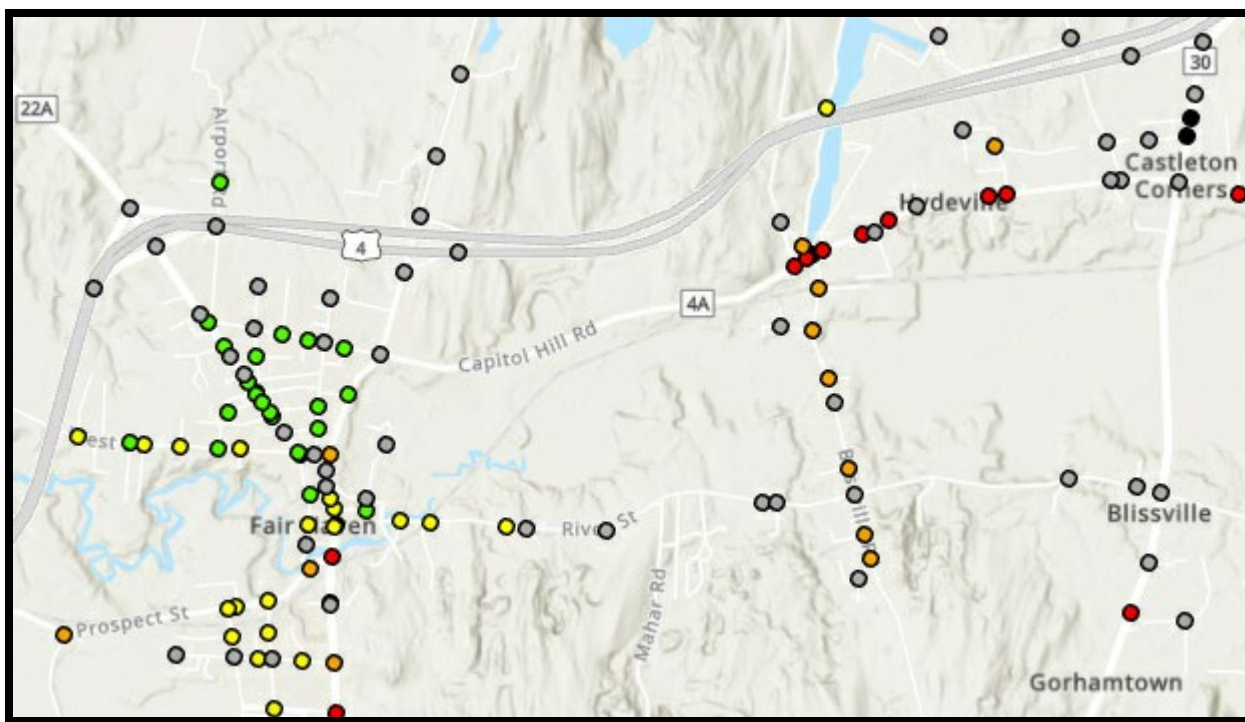 30
22A
Airport Rd
Castleton
Corners
Hydeville
4
4A
Capitol Hill Rd
Fair Haven
River St
Blissville
Prospect St
Mahar Rd
Gorhamtown